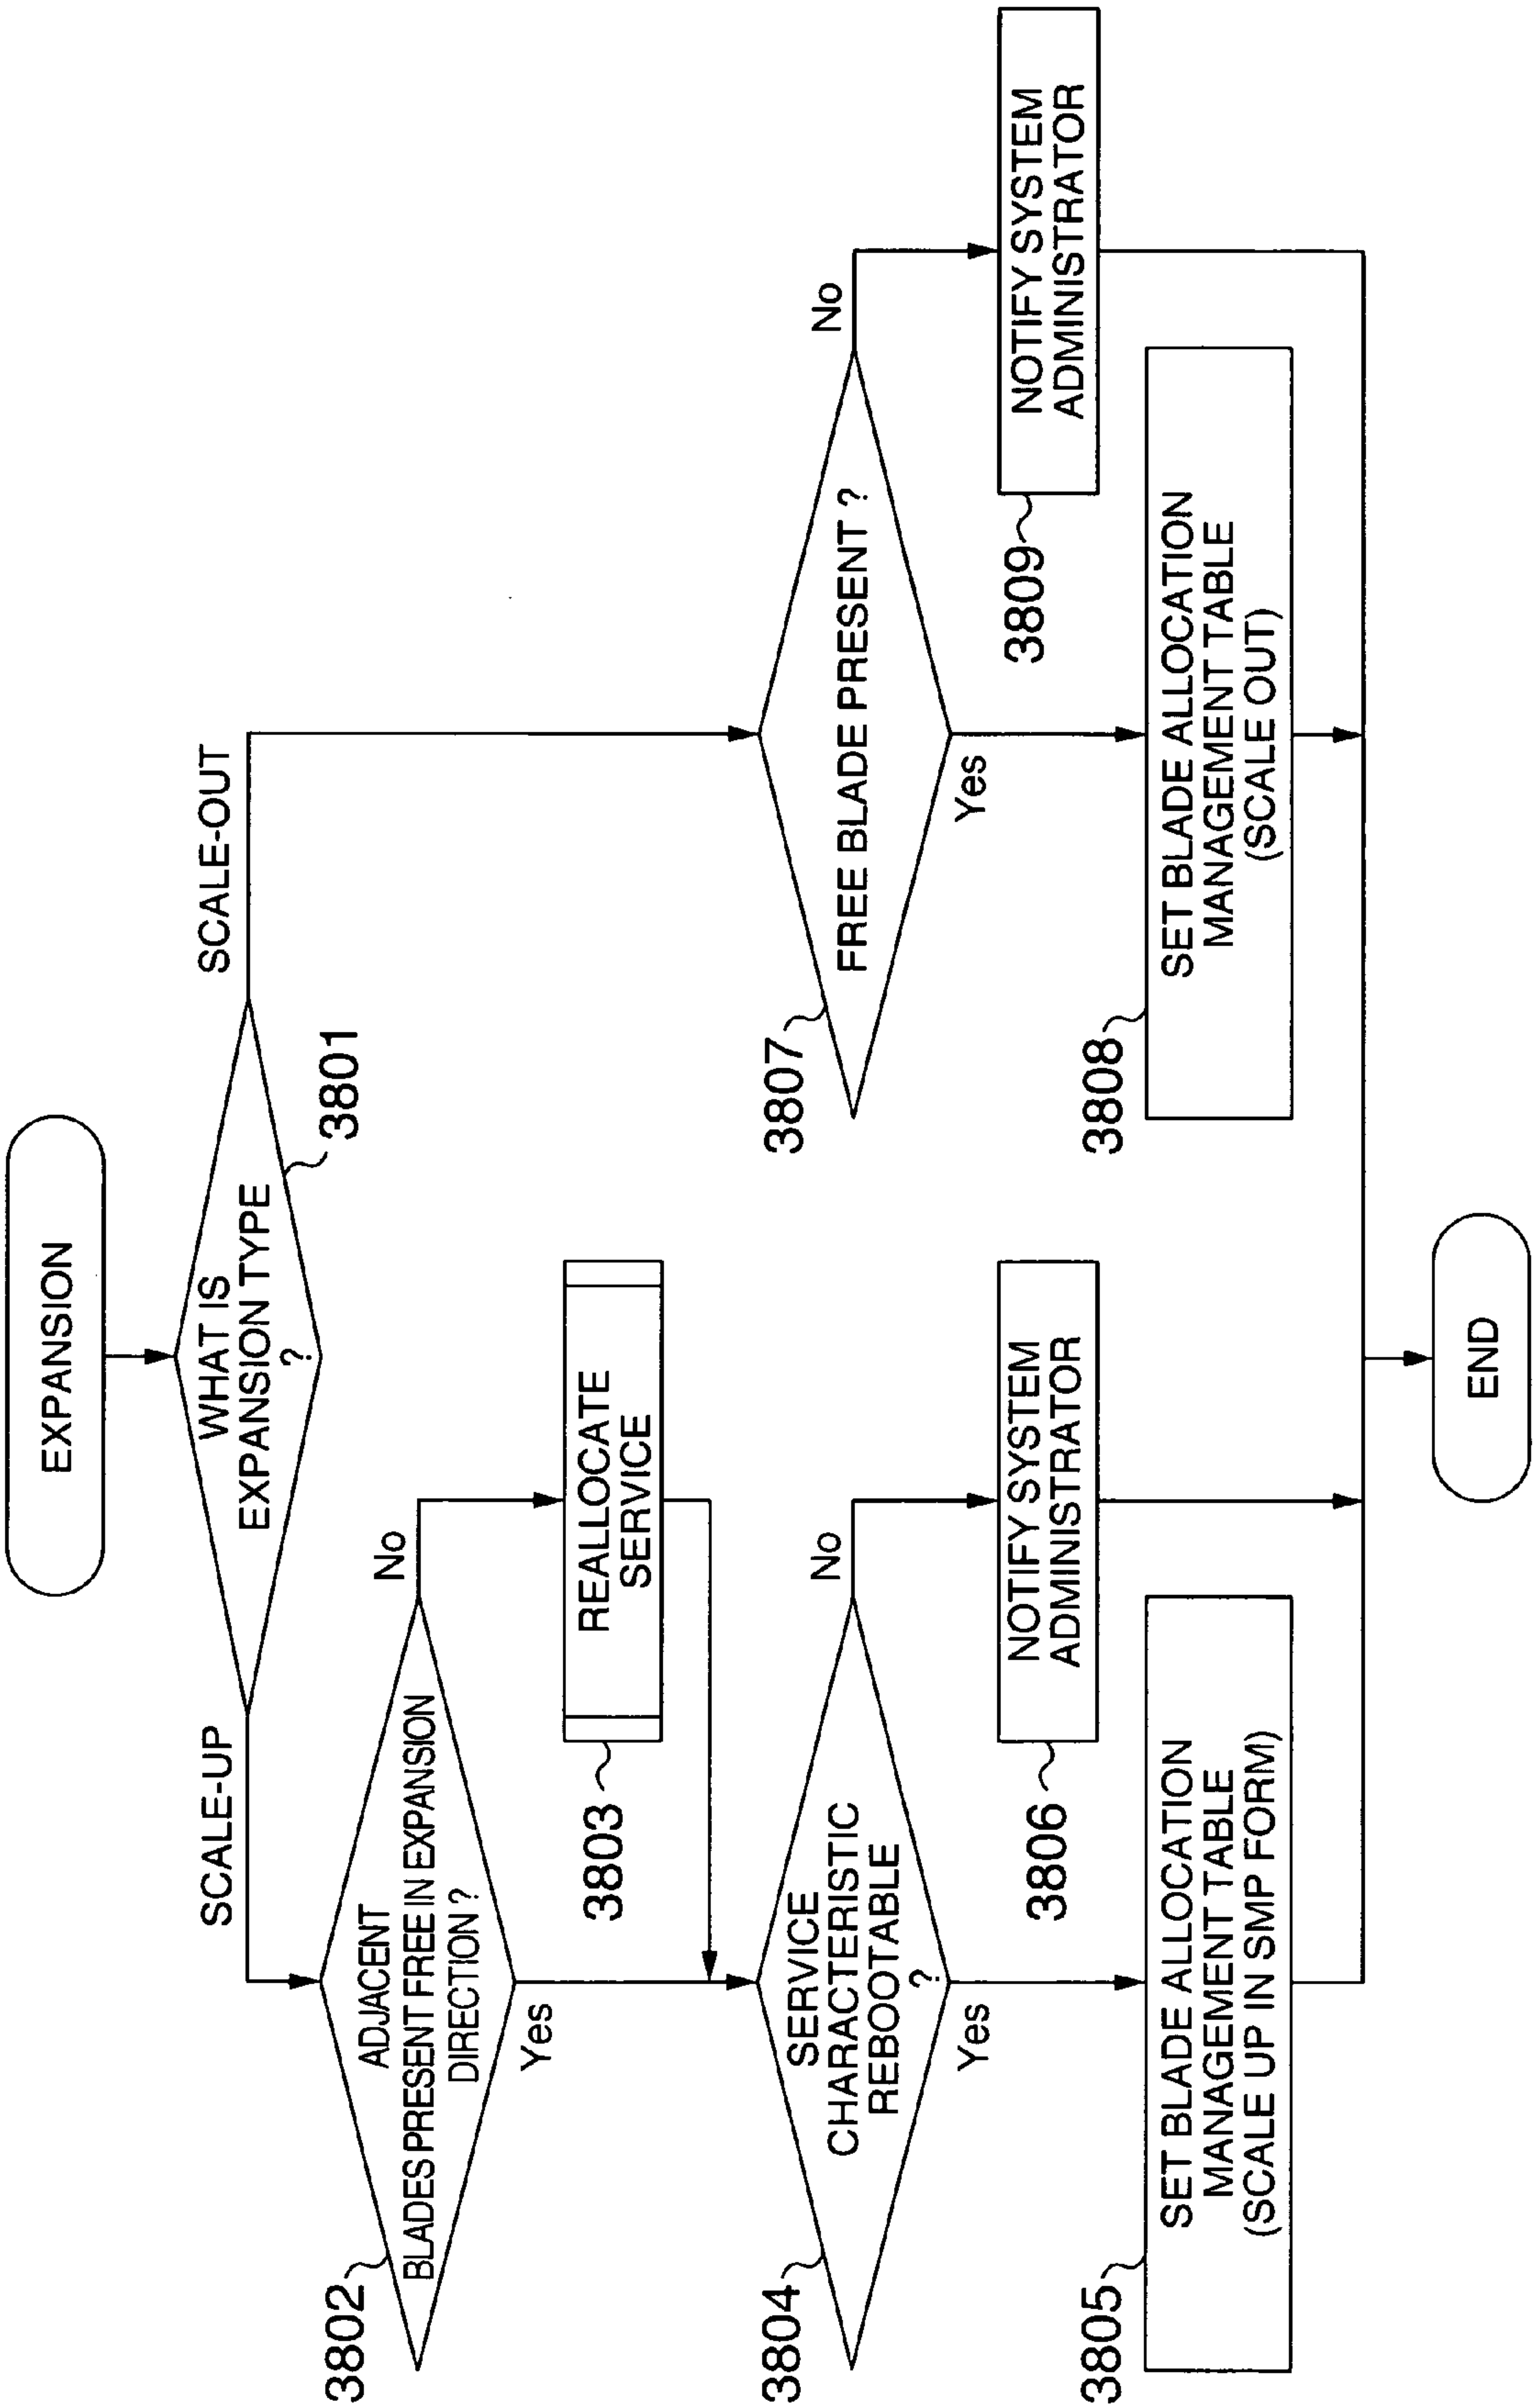 EXPANSION
WHAT IS
EXPANSION TYPE
?
3801
SCALE-UP
SCALE-OUT
3802
ADJACENT
BLADES PRESENT FREE IN EXPANSION
DIRECTION ?
No
Yes
3803
REALLOCATE
SERVICE
3804
SERVICE
CHARACTERISTIC
REBOOTABLE
?
No
Yes
3807
FREE BLADE PRESENT ?
No
Yes
3806
NOTIFY SYSTEM
ADMINISTRATOR
3809
NOTIFY SYSTEM
ADMINISTRATOR
3805
SET BLADE ALLOCATION
MANAGEMENT TABLE
(SCALE UP IN SMP FORM)
3808
SET BLADE ALLOCATION
MANAGEMENT TABLE
(SCALE OUT)
END